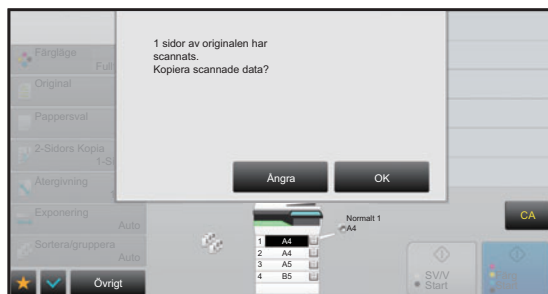 1 sidor av originalen har
scannats.
Kopiera scannade data?
Ångra
OK
Färgläge
Full
Original
Pappersval
2-Sidors Kopia
Återgivning
Exponering
Auto
Sortera/gruppera
Auto
Övrigt
Normalt 1
A4
1 A4
2 A4
3 A5
4 B5
CA
SV/V
Start